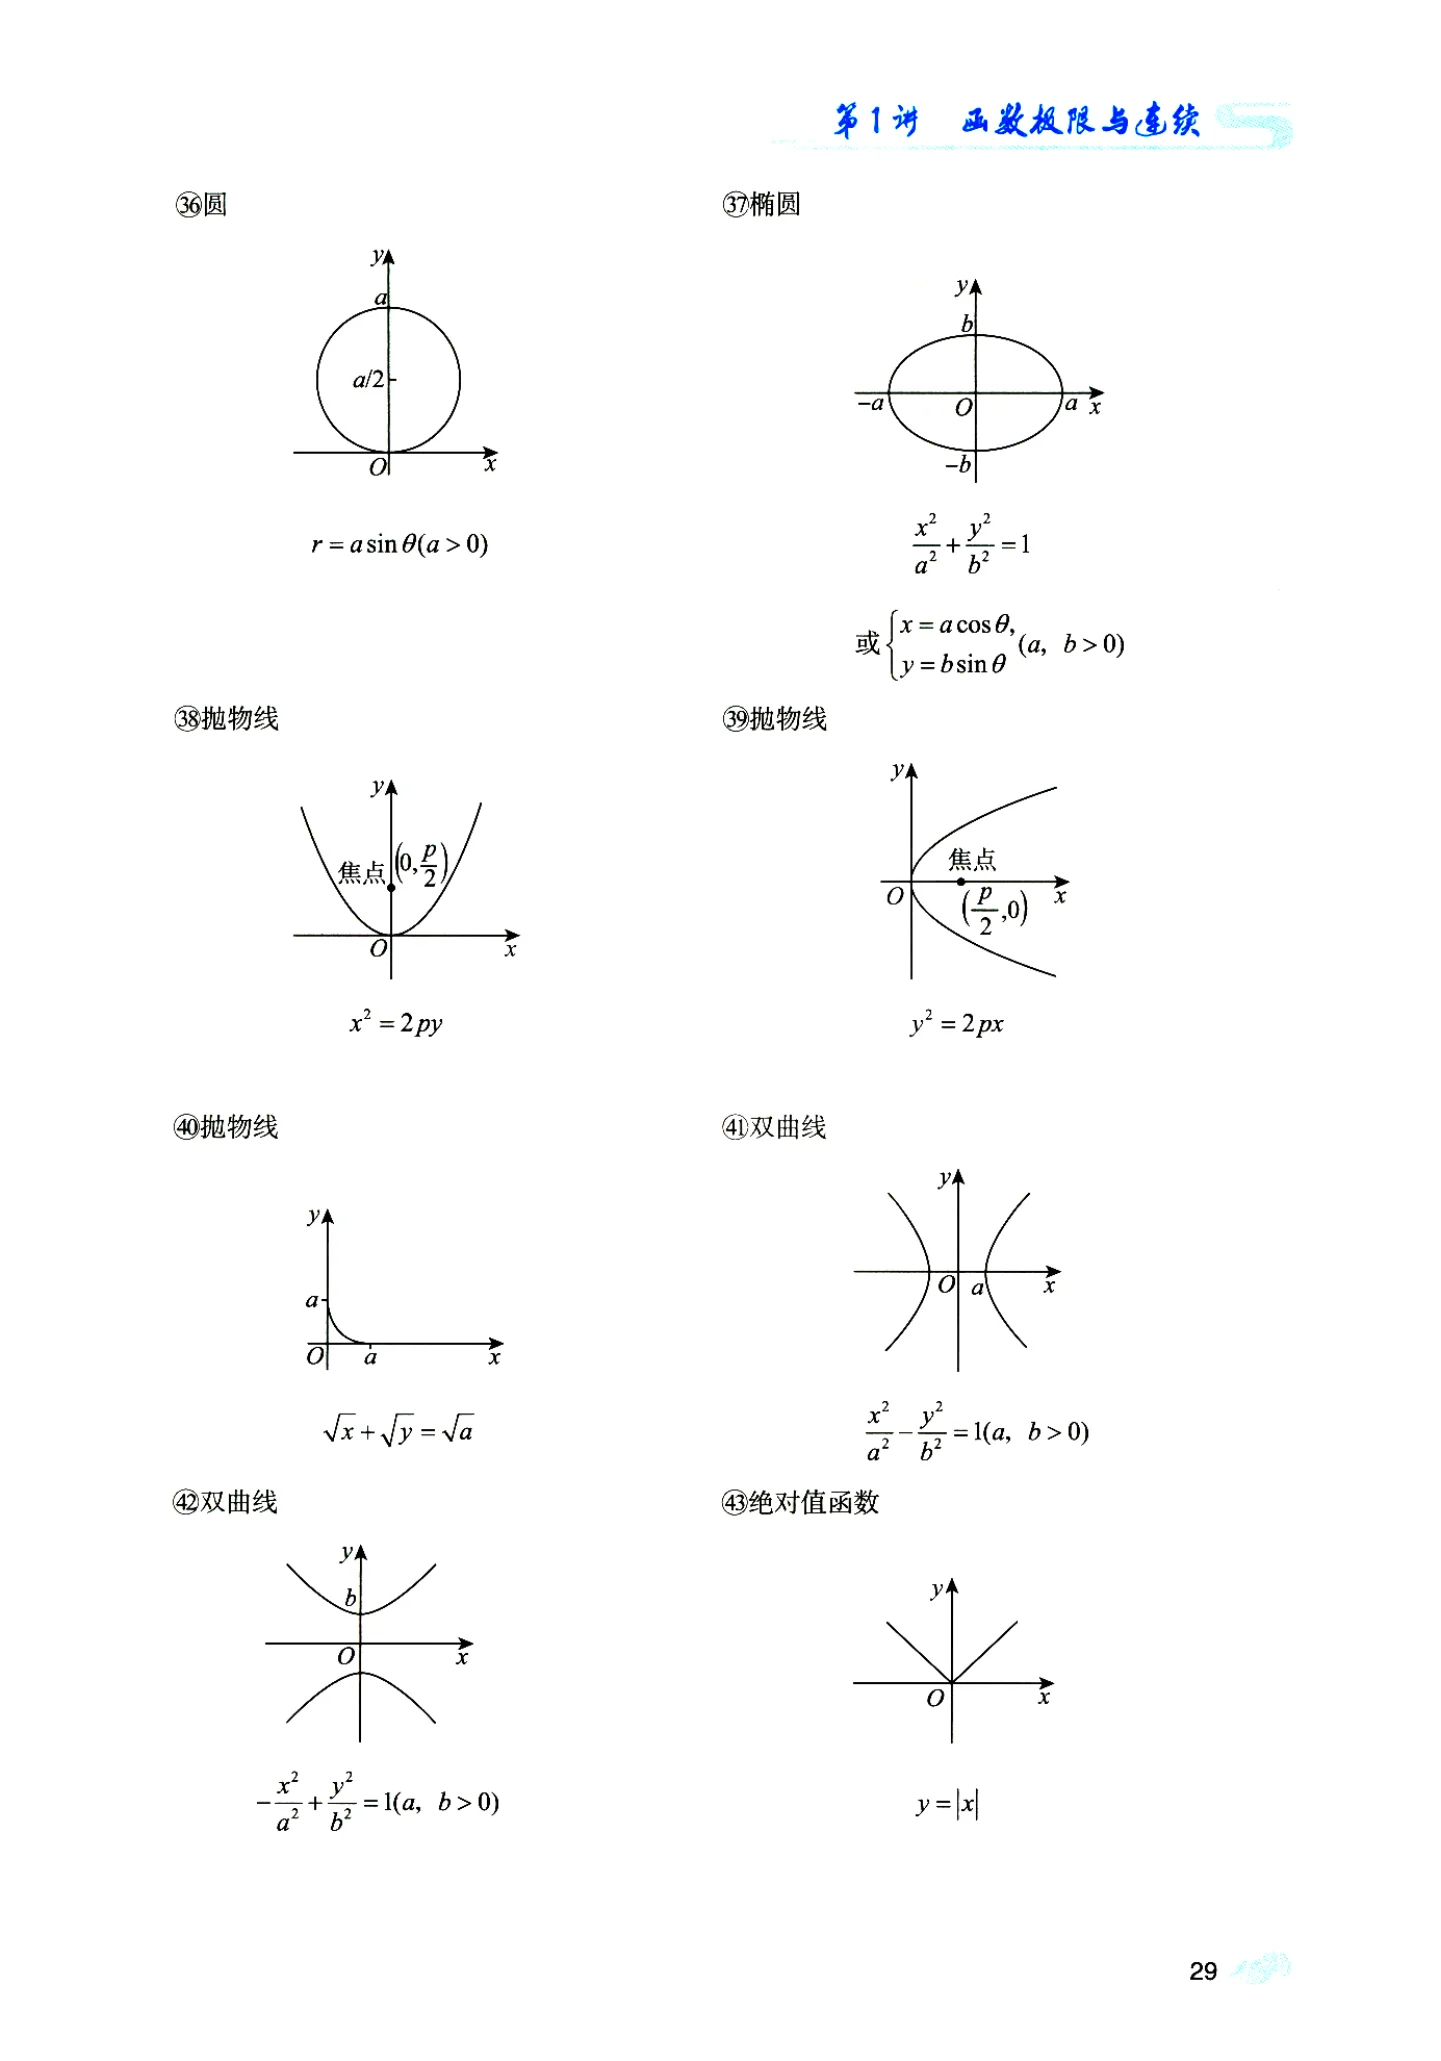 第1讲 函数极限与连续
㊱圆
y
a
a/2
O
x
r = a sin θ(a > 0)
㊲椭圆
y
b
−a
O
a
x
−b
x²/a² + y²/b² = 1
或{x = a cos θ, y = b sin θ (a, b > 0)
㊳抛物线
y
焦点
(0, p/2)
O
x
x² = 2py
㊴抛物线
y
焦点
O
(p/2, 0)
x
y² = 2px
㊵抛物线
y
a
O
a
x
√x + √y = √a
㊶双曲线
y
O
a
x
x²/a² − y²/b² = 1(a, b > 0)
㊷双曲线
y
b
O
x
−x²/a² + y²/b² = 1(a, b > 0)
㊸绝对值函数
y
O
x
y = |x|
29